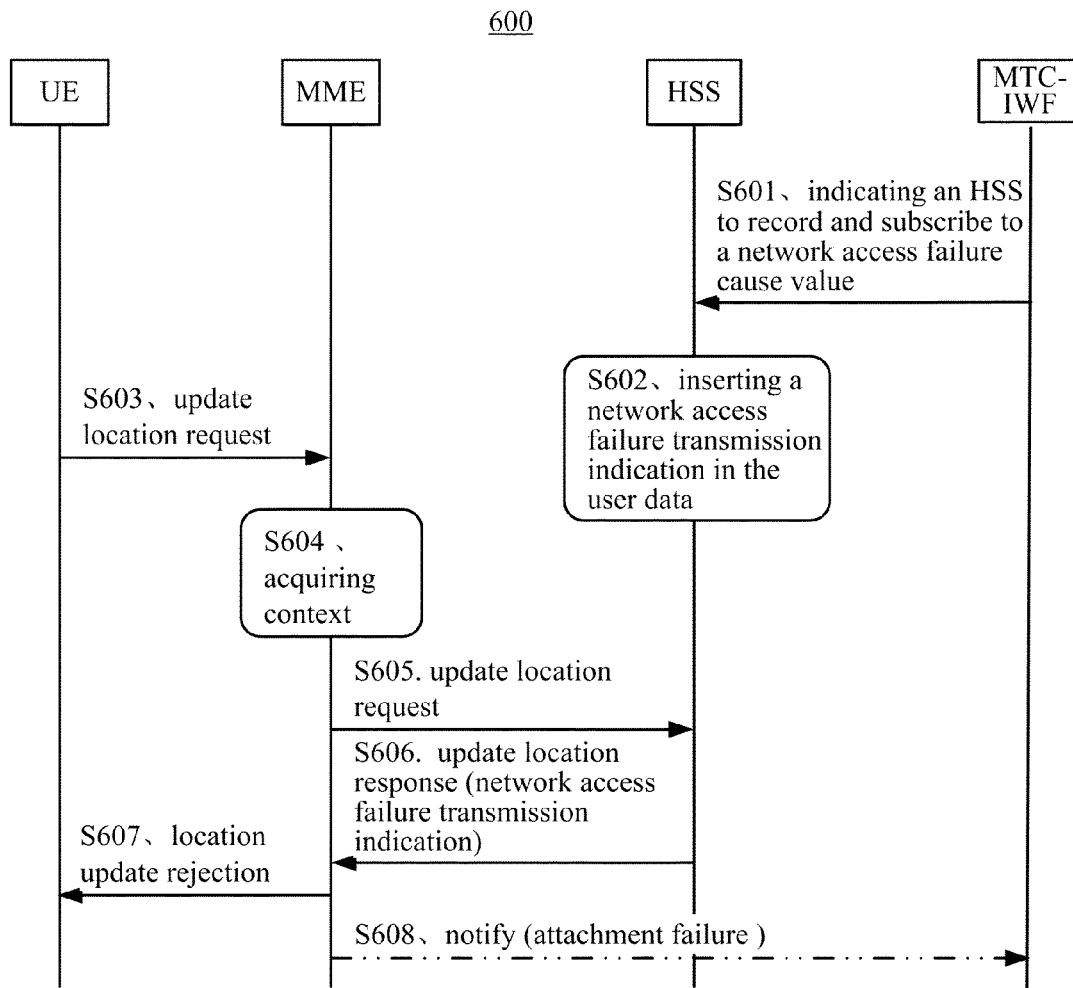 600
UE
MME
HSS
MTC-
IWF
S601、indicating an HSS
to record and subscribe to
a network access failure
cause value
S602、inserting a
network access
failure transmission
indication in the
user data
S603、update
location request
S604 、
acquiring
context
S605. update location
request
S606. update location
response (network access
failure transmission
indication)
S607、location
update rejection
S608、notify (attachment failure )